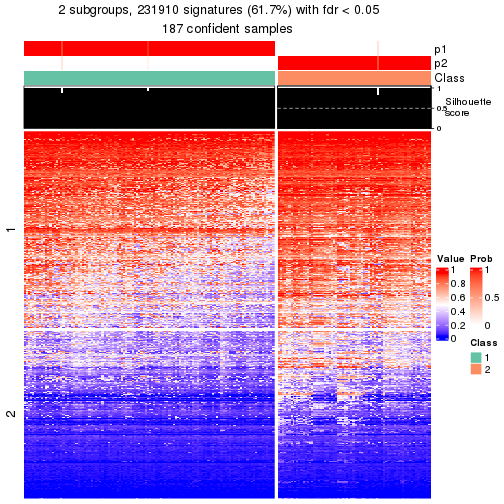 2 subgroups, 231910 signatures (61.7%) with fdr < 0.05
187 confident samples
p1
p2
Class
1
0.5
0
Silhouette
score
1
2
Value
1
0.8
0.6
0.4
0.2
0
Prob
1
0.5
0
Class
1
2